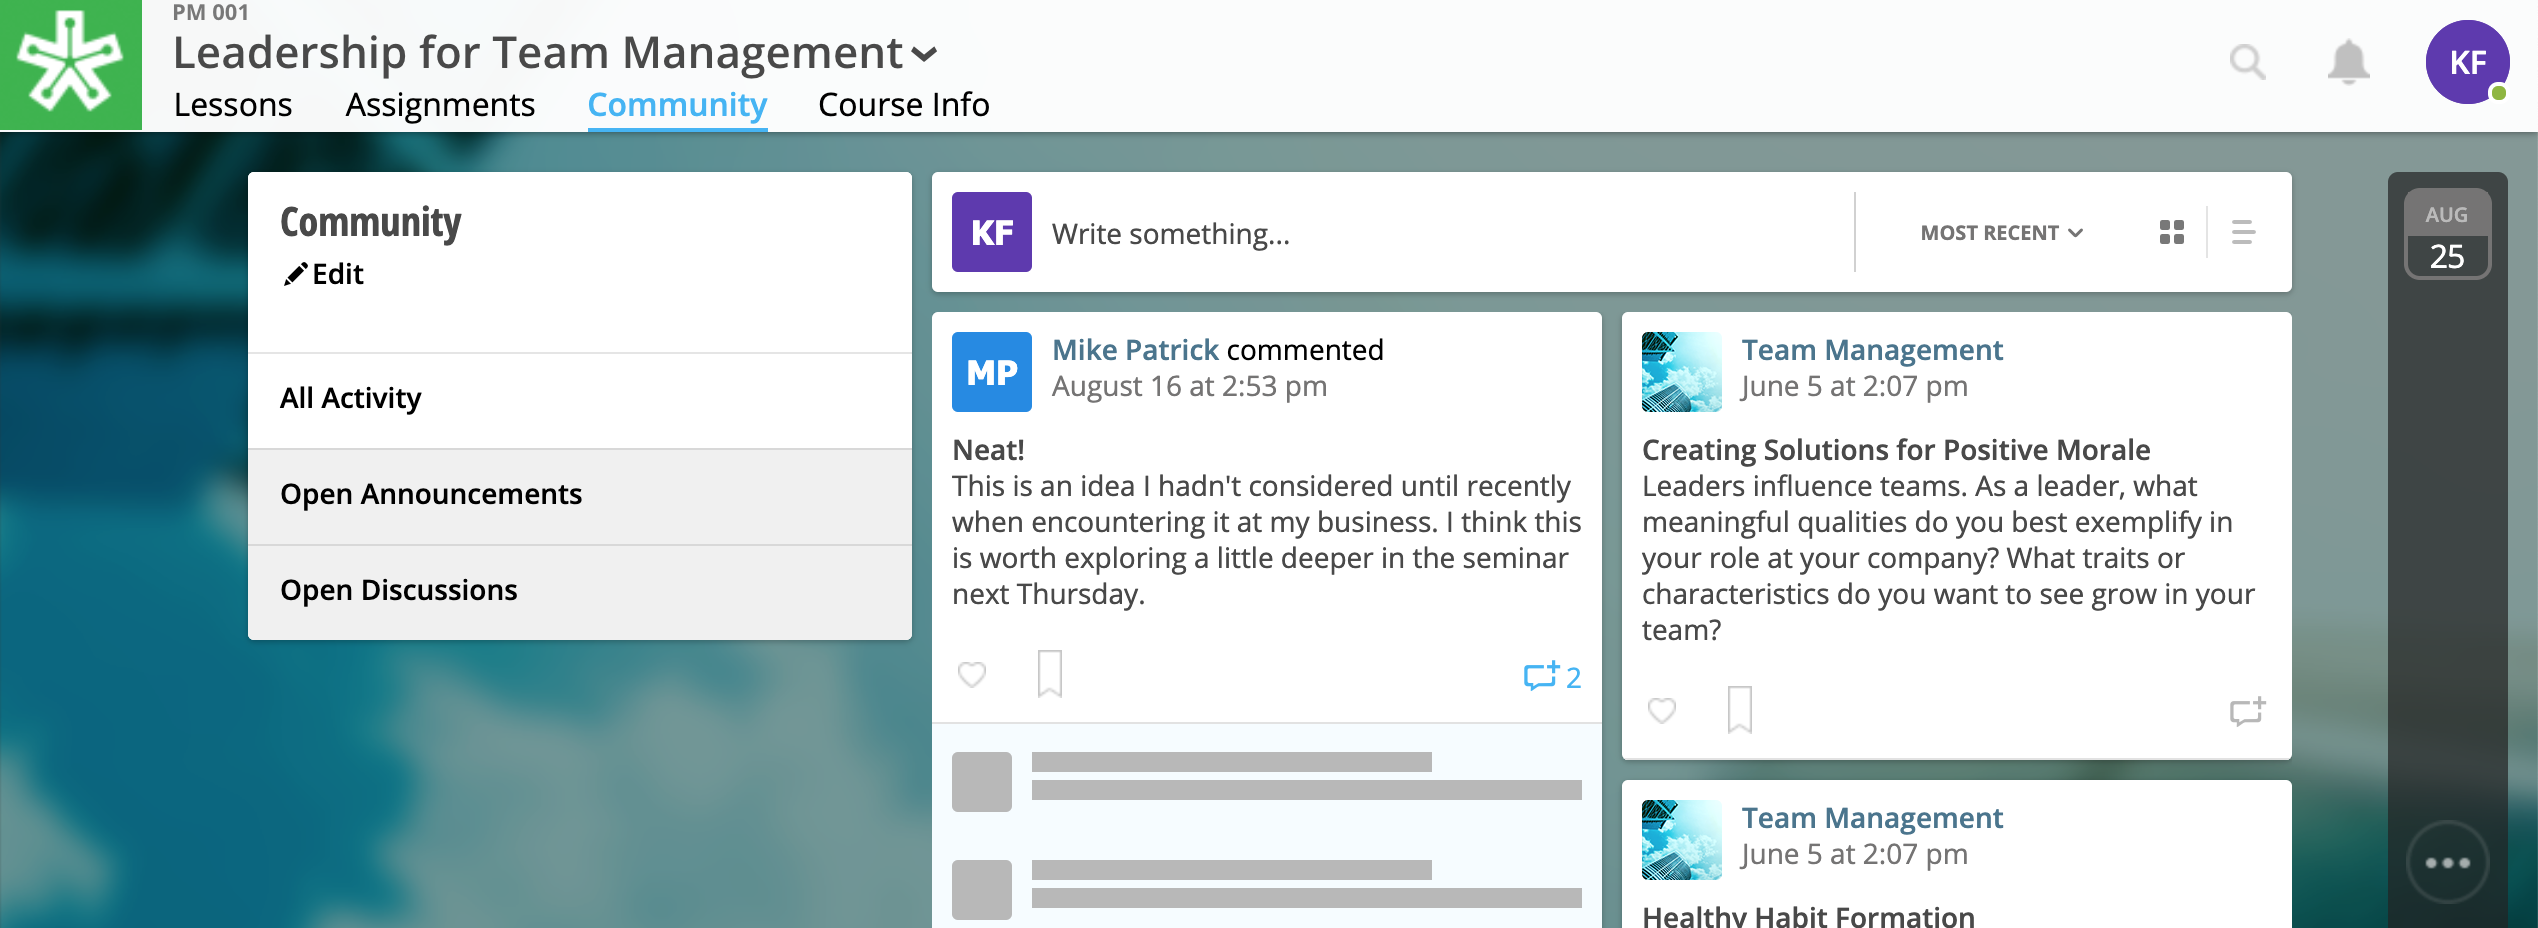 PM 001
Leadership for Team Management
Lessons
Assignments
Community
Course Info
KF
Community
Edit
All Activity
Open Announcements
Open Discussions
KF
Write something...
MOST RECENT
AUG
25
MP
Mike Patrick commented
August 16 at 2:53 pm
Neat!
This is an idea I hadn't considered until recently
when encountering it at my business. I think this
is worth exploring a little deeper in the seminar
next Thursday.
2
Team Management
June 5 at 2:07 pm
Creating Solutions for Positive Morale
Leaders influence teams. As a leader, what
meaningful qualities do you best exemplify in
your role at your company? What traits or
characteristics do you want to see grow in your
team?
Team Management
June 5 at 2:07 pm
Healthy Habit Formation